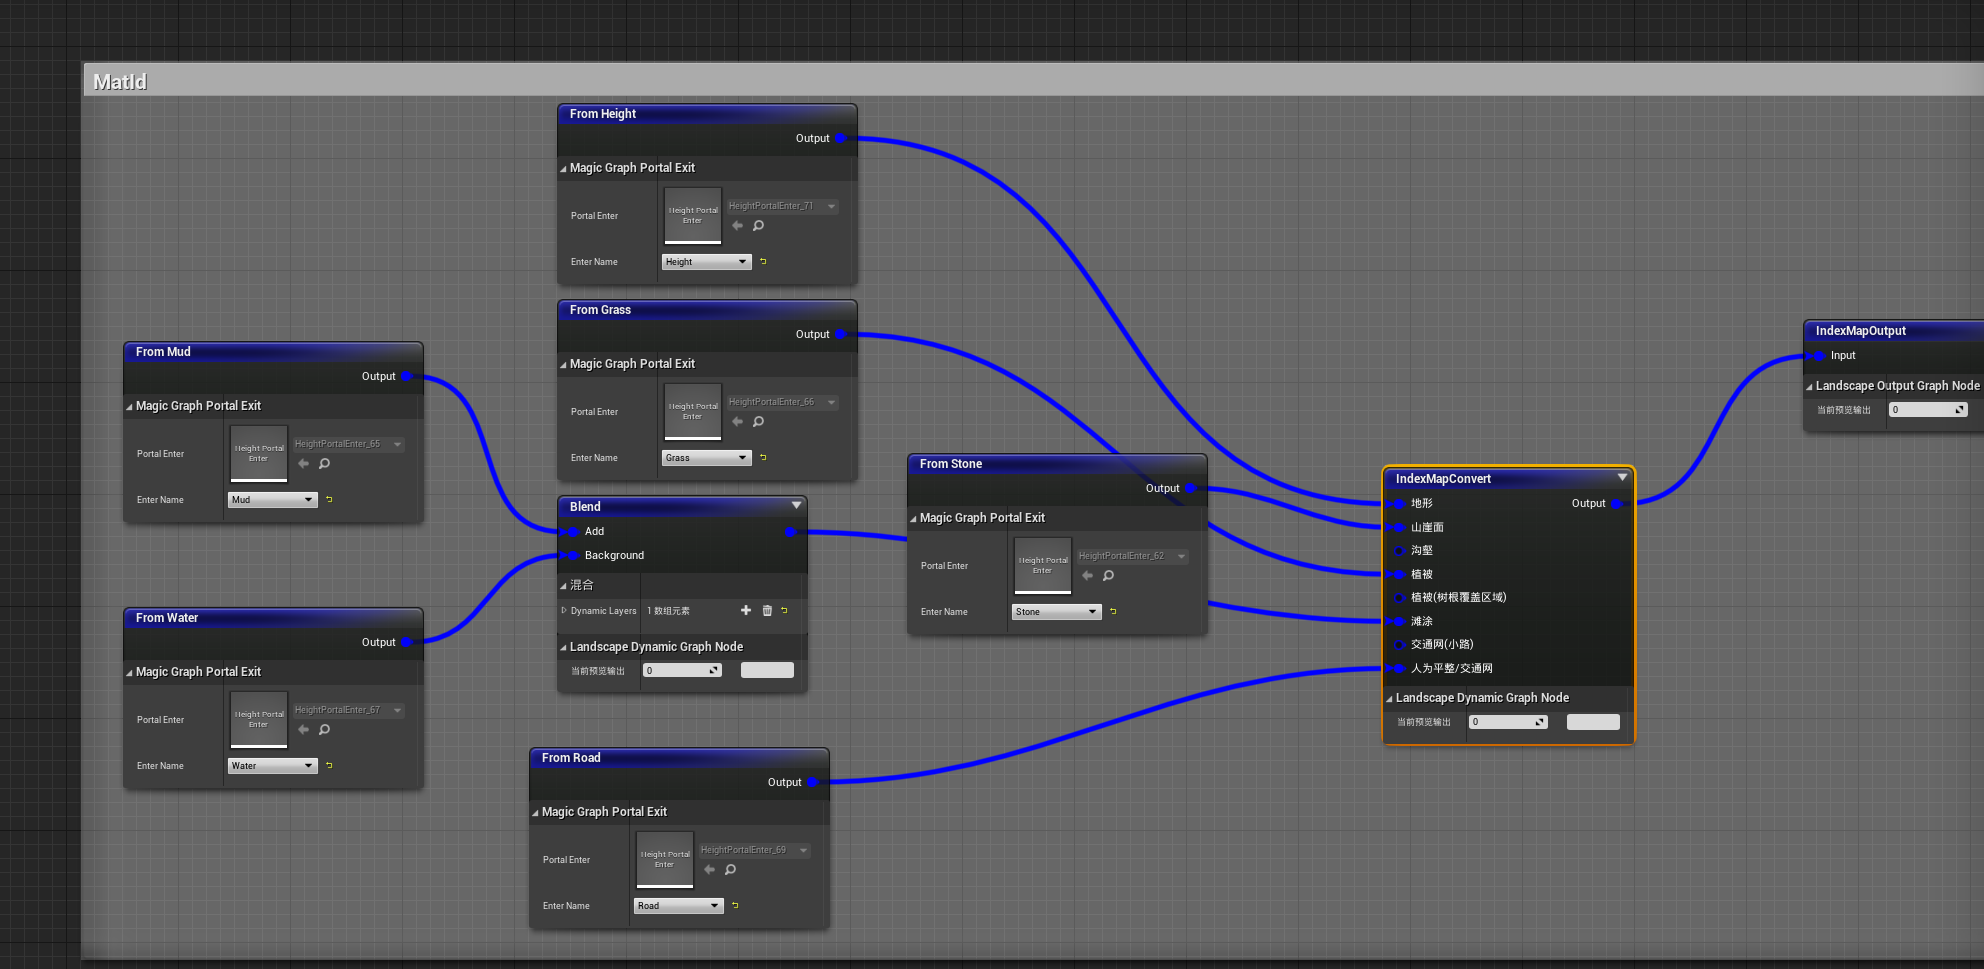 MatId
From Height
Output
Magic Graph Portal Exit
Portal Enter
Height Portal
Enter
HeightPortalEnter_71
Enter Name
Height
From Grass
Output
Magic Graph Portal Exit
Portal Enter
Height Portal
Enter
HeightPortalEnter_66
Enter Name
Grass
From Mud
Output
Magic Graph Portal Exit
Portal Enter
Height Portal
Enter
HeightPortalEnter_65
Enter Name
Mud
From Water
Output
Magic Graph Portal Exit
Portal Enter
Height Portal
Enter
HeightPortalEnter_67
Enter Name
Water
Blend
Add
Background
混合
Dynamic Layers
1 数组元素
Landscape Dynamic Graph Node
当前预览输出
0
From Road
Output
Magic Graph Portal Exit
Portal Enter
Height Portal
Enter
HeightPortalEnter_69
Enter Name
Road
From Stone
Output
Magic Graph Portal Exit
Portal Enter
Height Portal
Enter
HeightPortalEnter_62
Enter Name
Stone
IndexMapConvert
地形
Output
山崖面
沟壑
植被
植被(树根覆盖区域)
滩涂
交通网(小路)
人为平整/交通网
Landscape Dynamic Graph Node
当前预览输出
0
IndexMapOutput
Input
Landscape Output Graph Node
当前预览输出
0